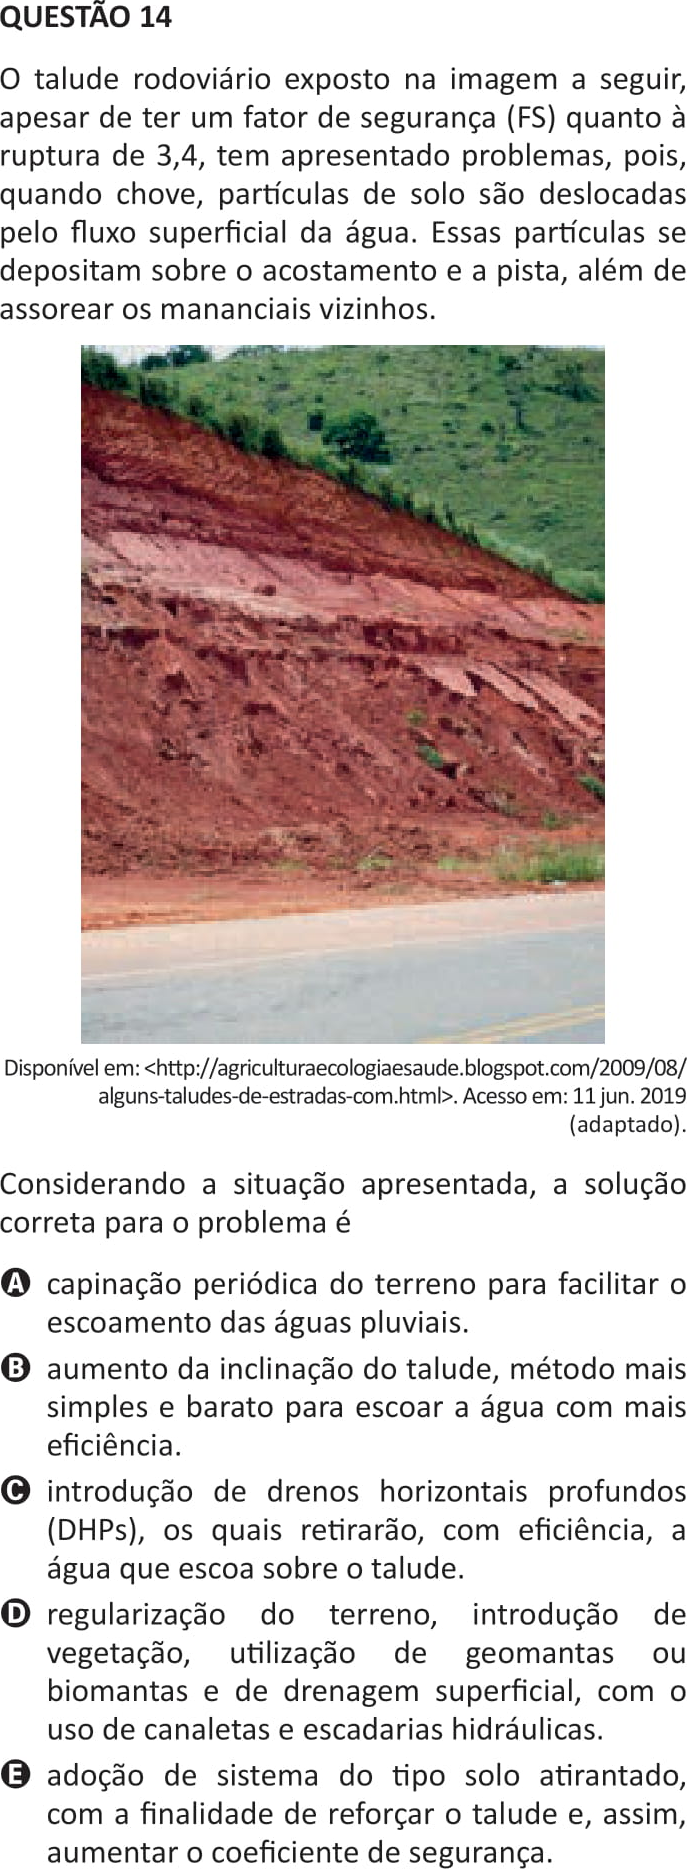 QUESTÃO 14
O talude rodoviário exposto na imagem a seguir,
apesar de ter um fator de segurança (FS) quanto à
ruptura de 3,4, tem apresentado problemas, pois,
quando chove, partículas de solo são deslocadas
pelo fluxo superficial da água. Essas partículas se
depositam sobre o acostamento e a pista, além de
assorear os mananciais vizinhos.
Disponível em: <http://agriculturaecologiaesaude.blogspot.com/2009/08/
alguns-taludes-de-estradas-com.html>. Acesso em: 11 jun. 2019
(adaptado).
Considerando a situação apresentada, a solução
correta para o problema é
A capinação periódica do terreno para facilitar o
escoamento das águas pluviais.
B aumento da inclinação do talude, método mais
simples e barato para escoar a água com mais
eficiência.
C introdução de drenos horizontais profundos
(DHPs), os quais retirarão, com eficiência, a
água que escoa sobre o talude.
D regularização do terreno, introdução de
vegetação, utilização de geomantas ou
biomantas e de drenagem superficial, com o
uso de canaletas e escadarias hidráulicas.
E adoção de sistema do tipo solo atirantado,
com a finalidade de reforçar o talude e, assim,
aumentar o coeficiente de segurança.